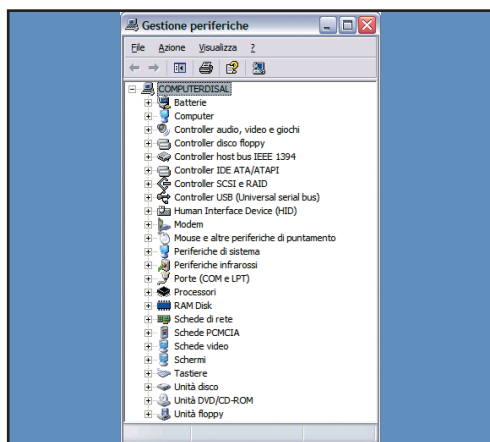 Gestione periferiche
File Azione Visualizza ?
COMPUTERDISAL
Batterie
Computer
Controller audio, video e giochi
Controller disco floppy
Controller host bus IEEE 1394
Controller IDE ATA/ATAPI
Controller SCSI e RAID
Controller USB (Universal serial bus)
Human Interface Device (HID)
Modem
Mouse e altre periferiche di puntamento
Periferiche di sistema
Periferiche infrarossi
Porte (COM e LPT)
Processori
RAM Disk
Schede di rete
Schede PCMCIA
Schede video
Schermi
Tastiere
Unità disco
Unità DVD/CD-ROM
Unità floppy